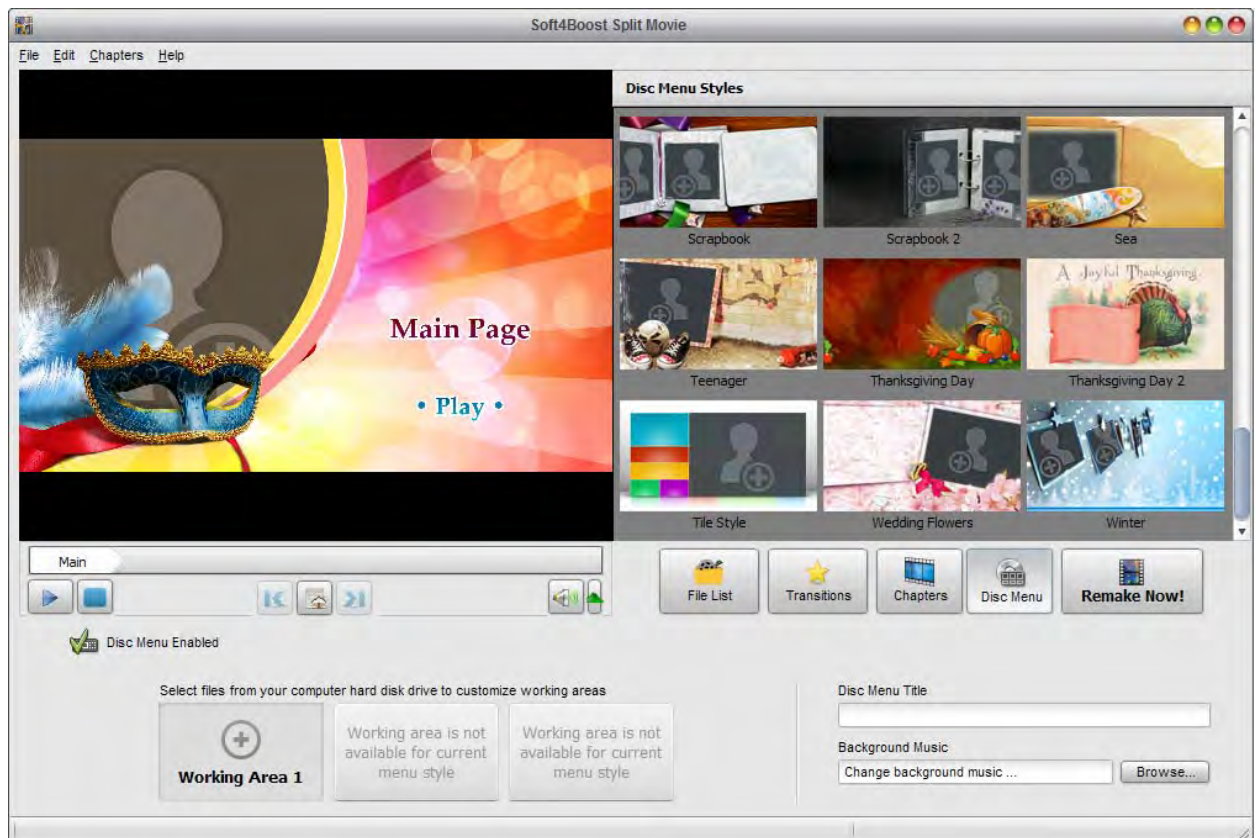 Soft4Boost Split Movie
File Edit Chapters Help
Disc Menu Styles
Main Page
• Play •
Scrapbook
Scrapbook 2
Sea
A Joyful Thanksgiving.
Teenager
Thanksgiving Day
Thanksgiving Day 2
Tile Style
Wedding Flowers
Winter
Main
File List
Transitions
Chapters
Disc Menu
Remake Now!
Disc Menu Enabled
Select files from your computer hard disk drive to customize working areas
Working Area 1
Working area is not
available for current
menu style
Working area is not
available for current
menu style
Disc Menu Title
Background Music
Change background music ...
Browse...